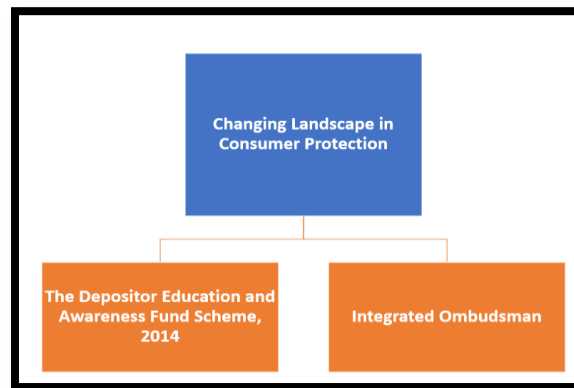 Changing Landscape in
Consumer Protection
The Depositor Education and
Awareness Fund Scheme,
2014
Integrated Ombudsman